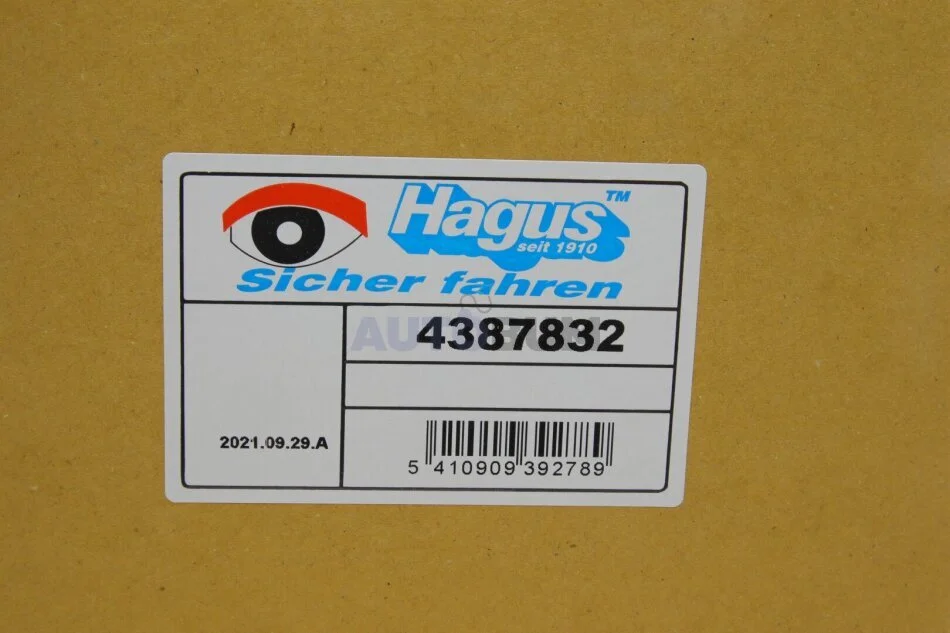 Hagus™
seit 1910
Sicher fahren
4387832
2021.09.29.A
5 410909 392789